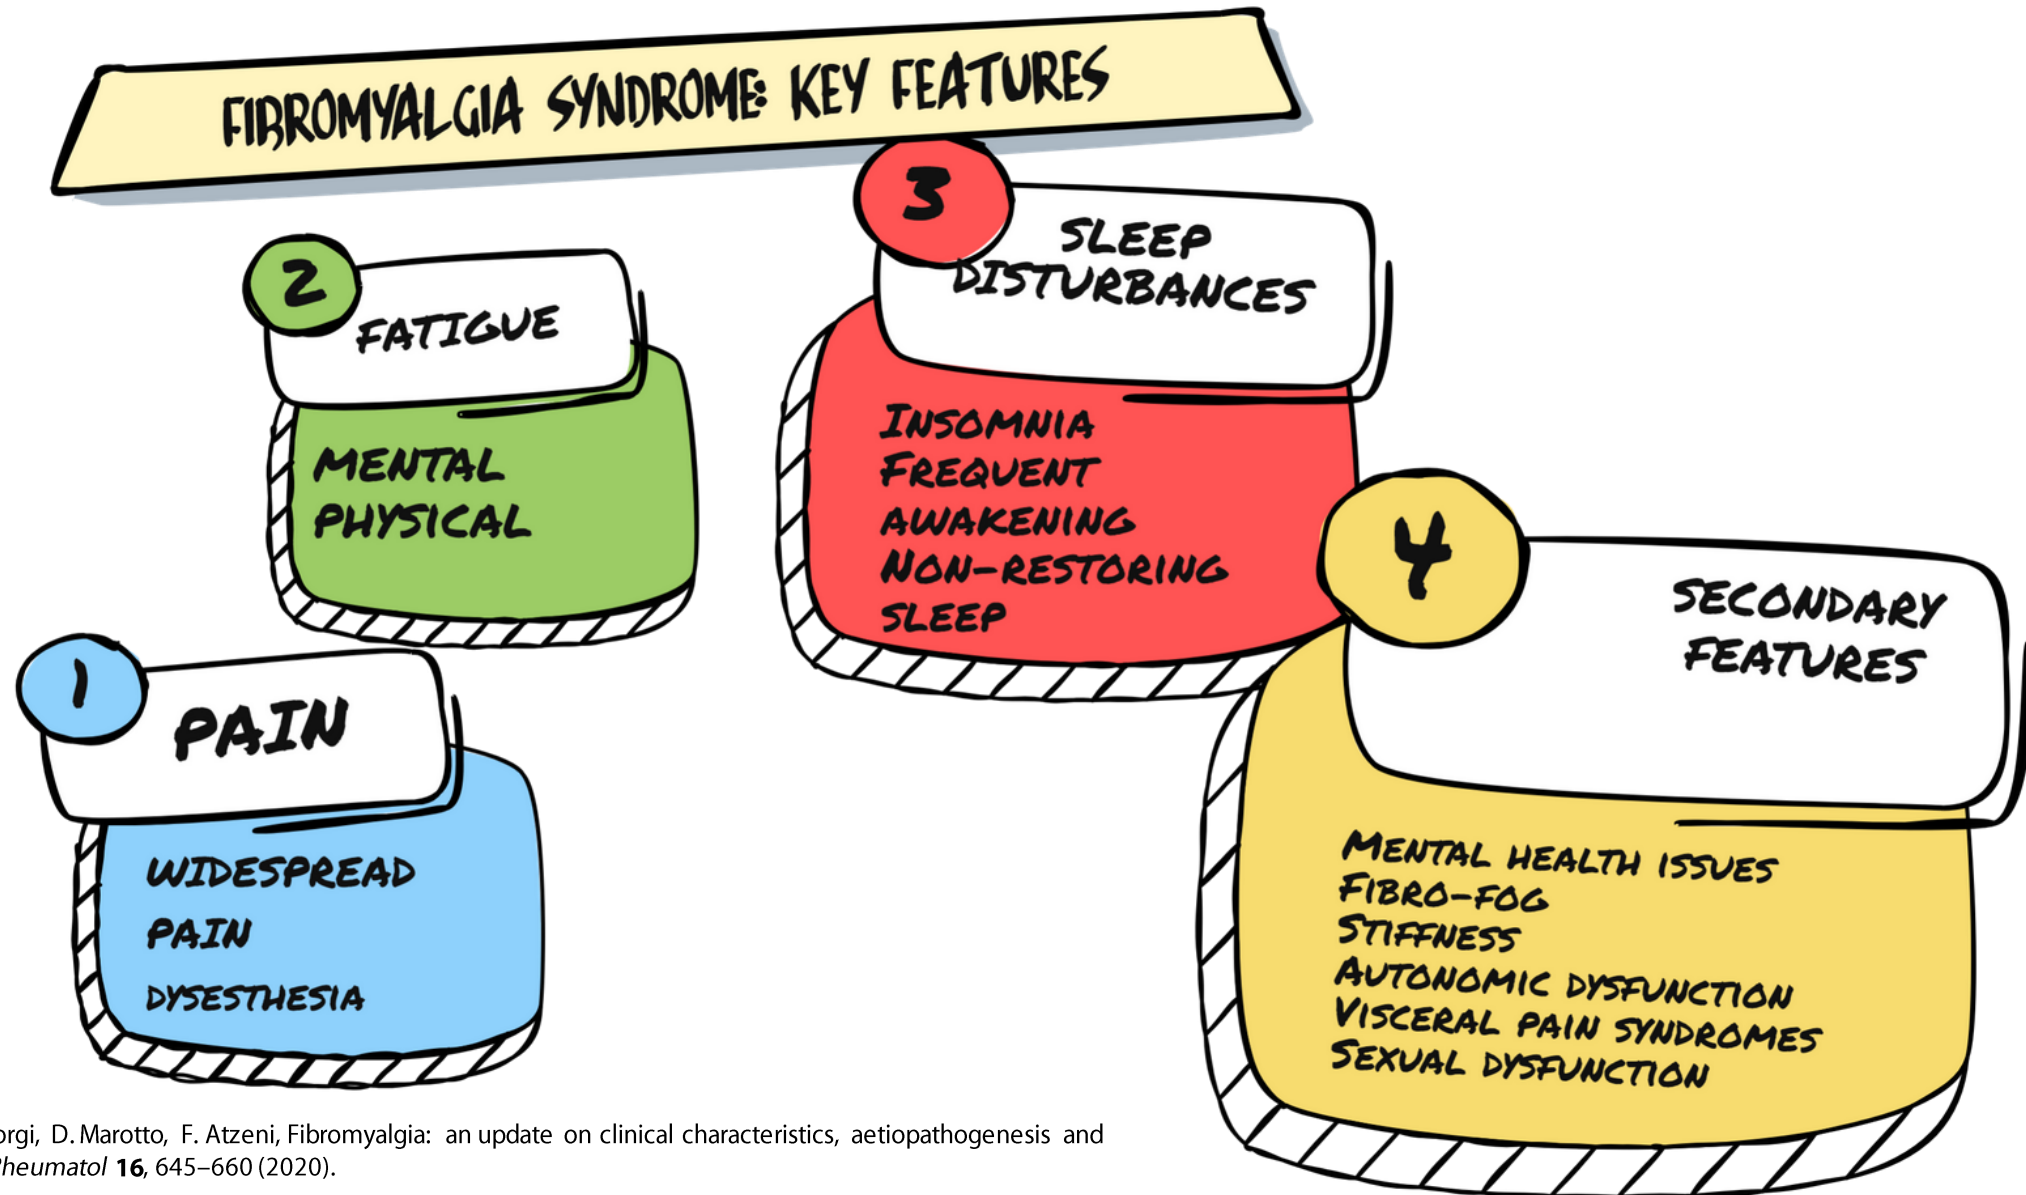 FIBROMYALGIA SYNDROME: KEY FEATURES
1
PAIN
WIDESPREAD
PAIN
DYSESTHESIA
2
FATIGUE
MENTAL
PHYSICAL
3
SLEEP
DISTURBANCES
INSOMNIA
FREQUENT
AWAKENING
NON-RESTORING
SLEEP
4
SECONDARY
FEATURES
MENTAL HEALTH ISSUES
FIBRO-FOG
STIFFNESS
AUTONOMIC DYSFUNCTION
VISCERAL PAIN SYNDROMES
SEXUAL DYSFUNCTION
D. Marotto, F. Atzeni, Fibromyalgia: an update on clinical characteristics, aetiopathogenesis and
16, 645–660 (2020).